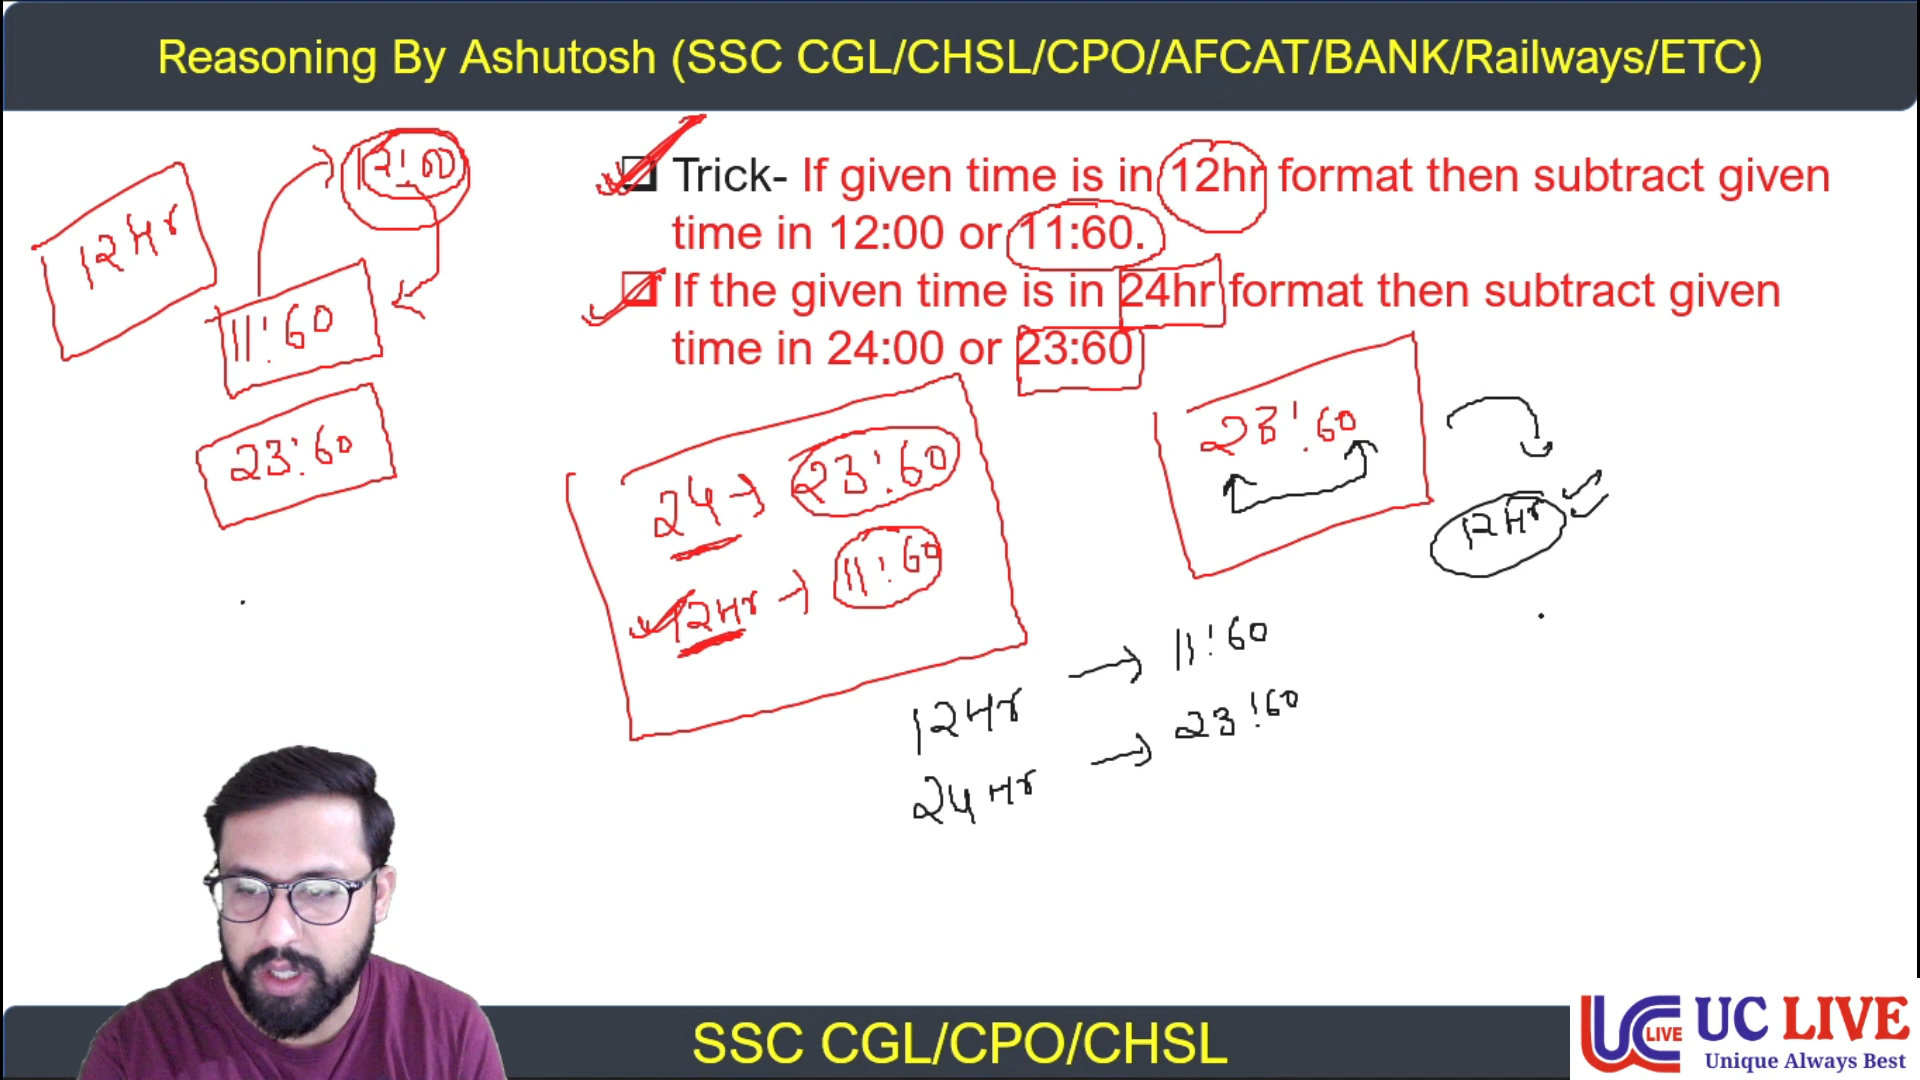 Reasoning By Ashutosh (SSC CGL/CHSL/CPO/AFCAT/BANK/Railways/ETC)
Trick- If given time is in 12hr format then subtract given
time in 12:00 or 11:60.
If the given time is in 24hr format then subtract given
time in 24:00 or 23:60
12Hr
12:00
11:60
23:60
24 → 23:60
12Hr → 11:60
23:60
12Hr
12Hr → 11:60
24Hr → 23:60
SSC CGL/CPO/CHSL
LIVE
UC LIVE
Unique Always Best